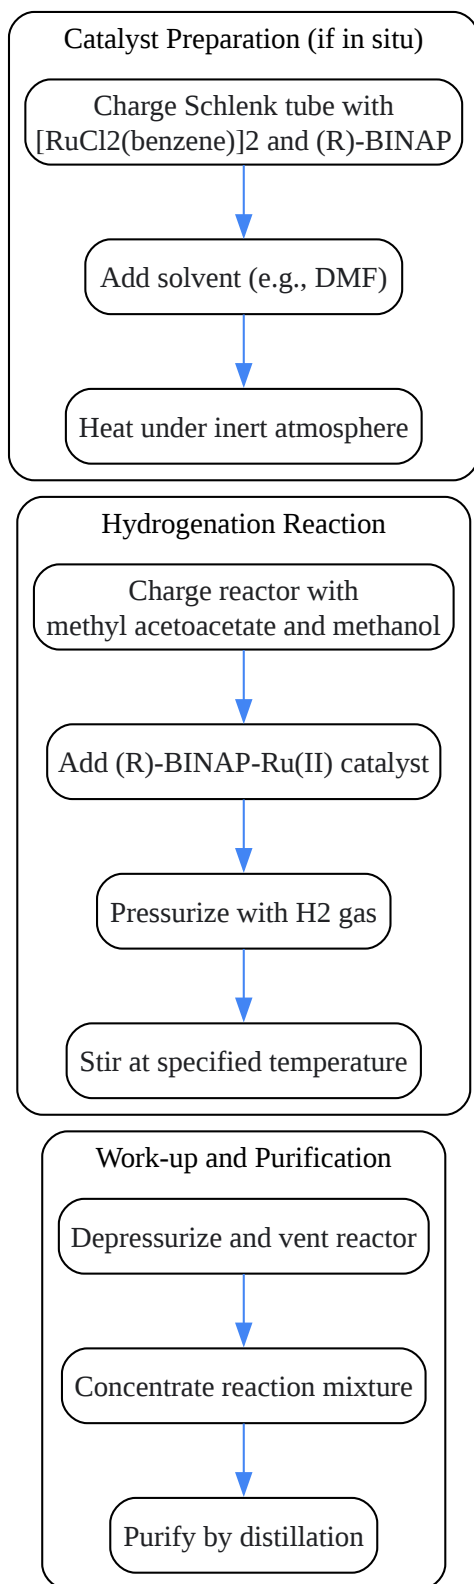 Catalyst Preparation (if in situ)
Charge Schlenk tube with
[RuCl2(benzene)]2 and (R)-BINAP
Add solvent (e.g., DMF)
Heat under inert atmosphere
Hydrogenation Reaction
Charge reactor with
methyl acetoacetate and methanol
Add (R)-BINAP-Ru(II) catalyst
Pressurize with H2 gas
Stir at specified temperature
Work-up and Purification
Depressurize and vent reactor
Concentrate reaction mixture
Purify by distillation